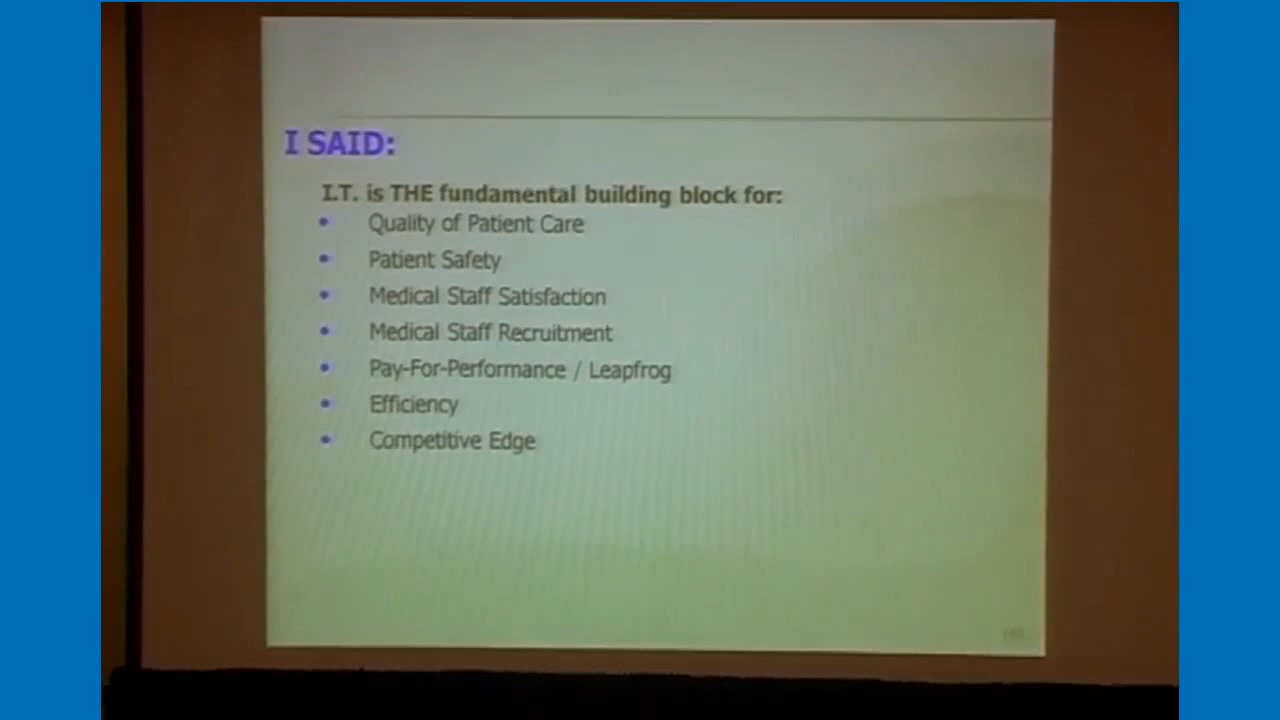 I SAID:
I.T. is THE fundamental building block for:
• Quality of Patient Care
• Patient Safety
• Medical Staff Satisfaction
• Medical Staff Recruitment
• Pay-For-Performance / Leapfrog
• Efficiency
• Competitive Edge